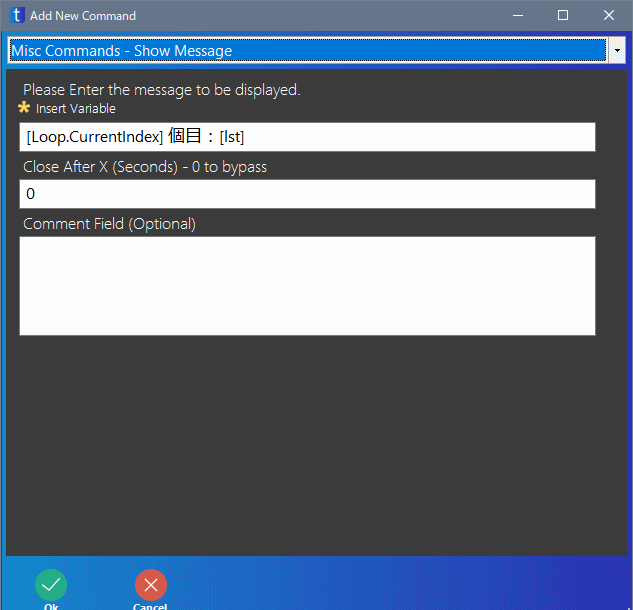 t Add New Command
Misc Commands - Show Message
Please Enter the message to be displayed.
Insert Variable
[Loop.CurrentIndex] 個目：[lst]
Close After X (Seconds) - 0 to bypass
0
Comment Field (Optional)
Ok
Cancel